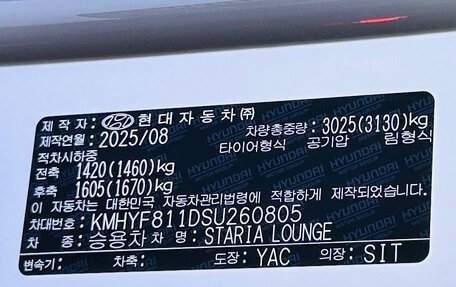 제 작 자: 현대자동차㈜
제작연월: 2025/08 차량총중량: 3025(3130)kg
적차시하중 타이어형식 공기압 림형식
전축 1420(1460)kg
후축 1605(1670)kg
이 자동차는 대한민국 자동차관리법령에 적합하게 제작되었음.
차대번호: KMHYF811DSU260805
차 종: 승용차 차 명: STARIA LOUNGE
변속기: 차축: 도장: YAC 의장: SIT